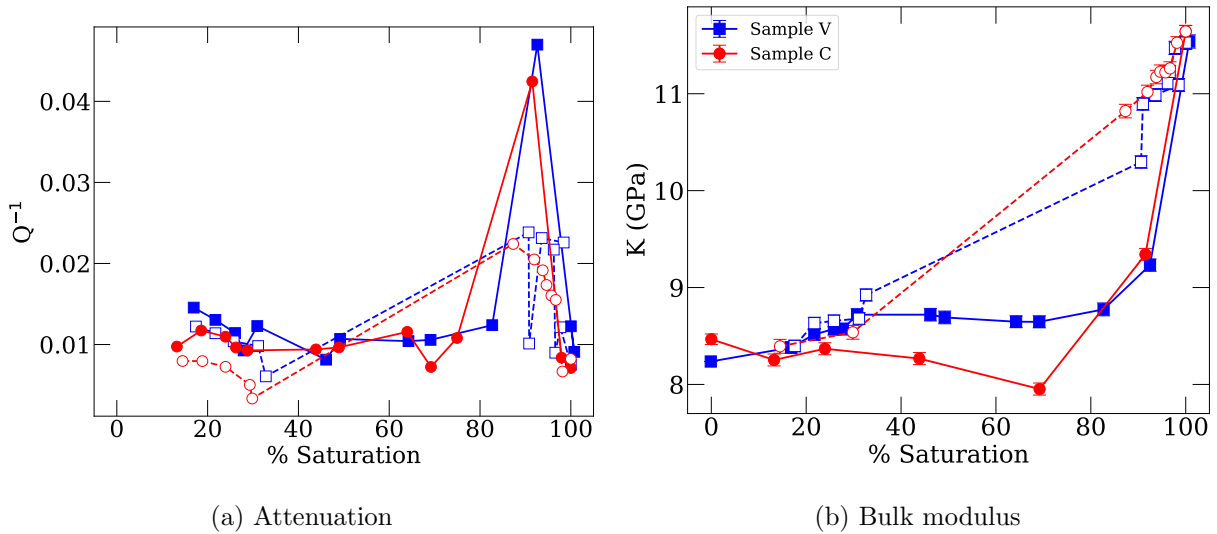 0.04
0.03
0.02
0.01
Q⁻¹
0 20 40 60 80 100
% Saturation
(a) Attenuation
Sample V
Sample C
11
10
9
8
K (GPa)
0 20 40 60 80 100
% Saturation
(b) Bulk modulus